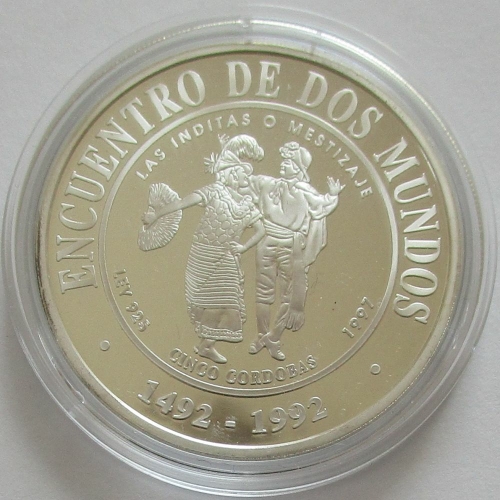 ENCUENTRO DE DOS MUNDOS
LAS INDITAS O MESTIZAJE
LEY 925
1997
CINCO CORDOBAS
1492 - 1992